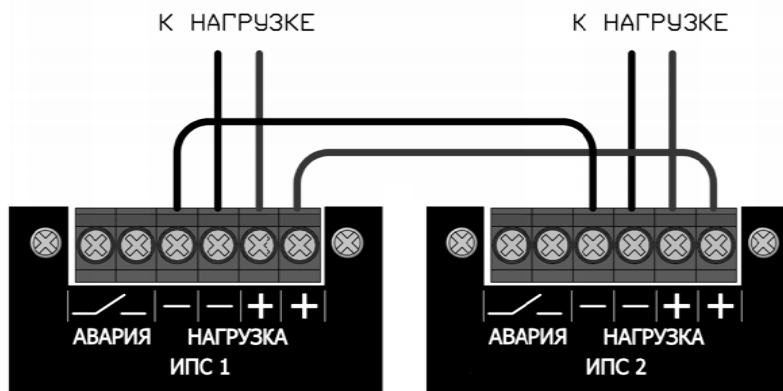 К НАГРУЗКЕ К НАГРУЗКЕ
− − + + − − + +
АВАРИЯ НАГРУЗКА АВАРИЯ НАГРУЗКА
ИПС 1 ИПС 2